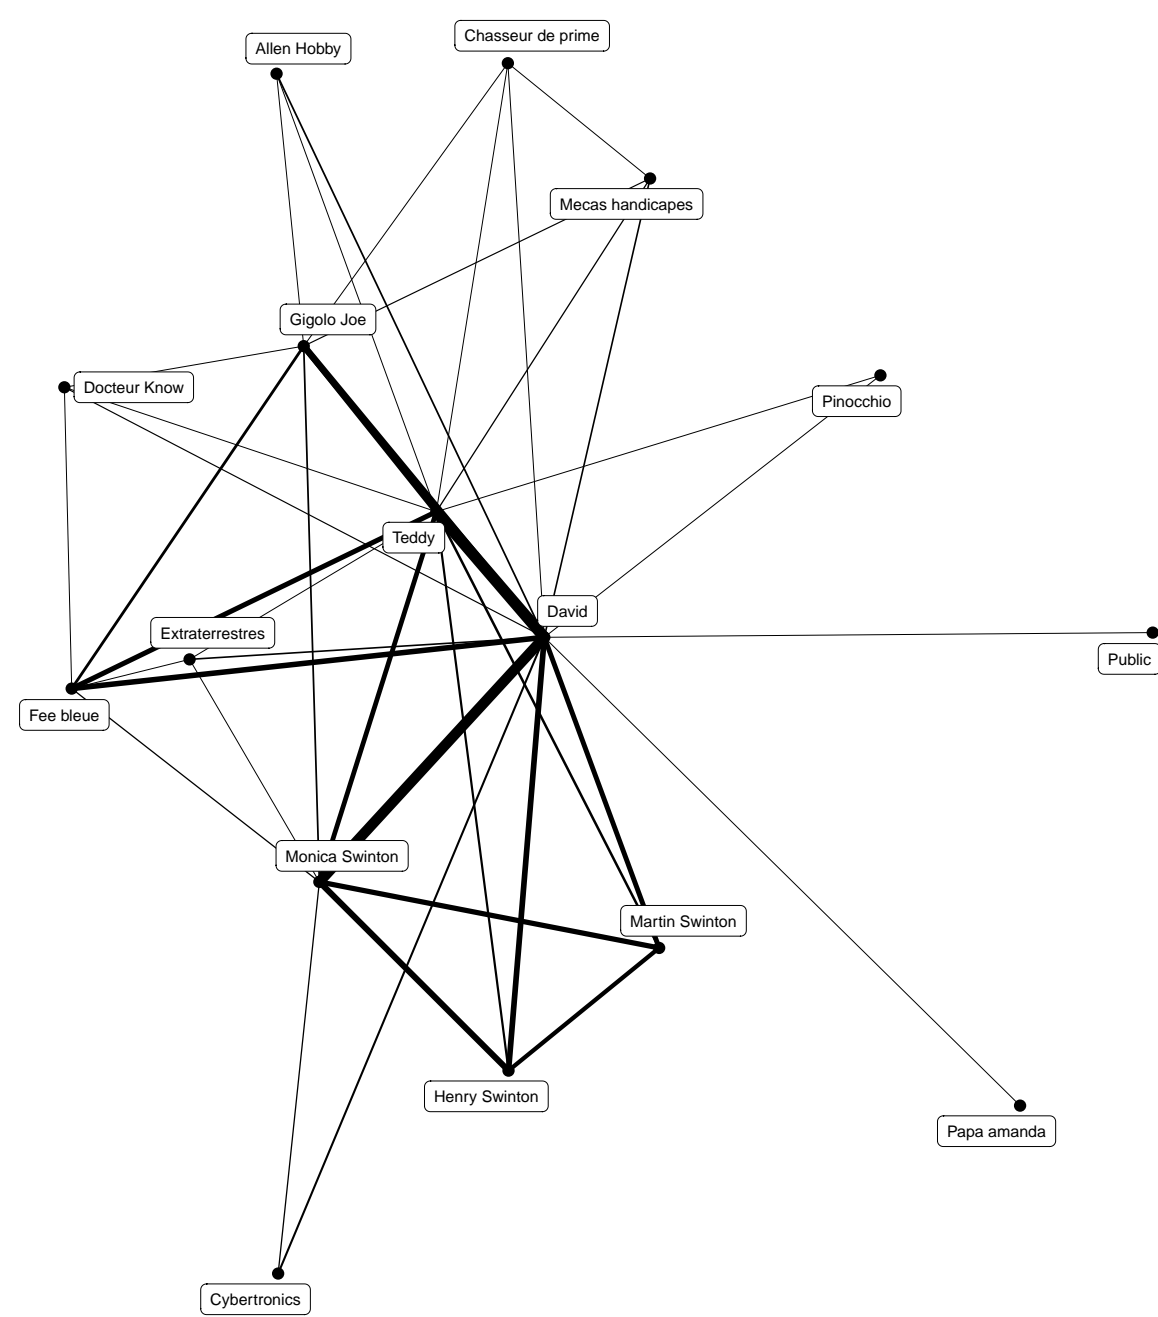 Chasseur de prime
Allen Hobby
Mecas handicapes
Gigolo Joe
Docteur Know
Pinocchio
Teddy
David
Extraterrestres
Public
Fee bleue
Monica Swinton
Martin Swinton
Henry Swinton
Papa amanda
Cybertronics